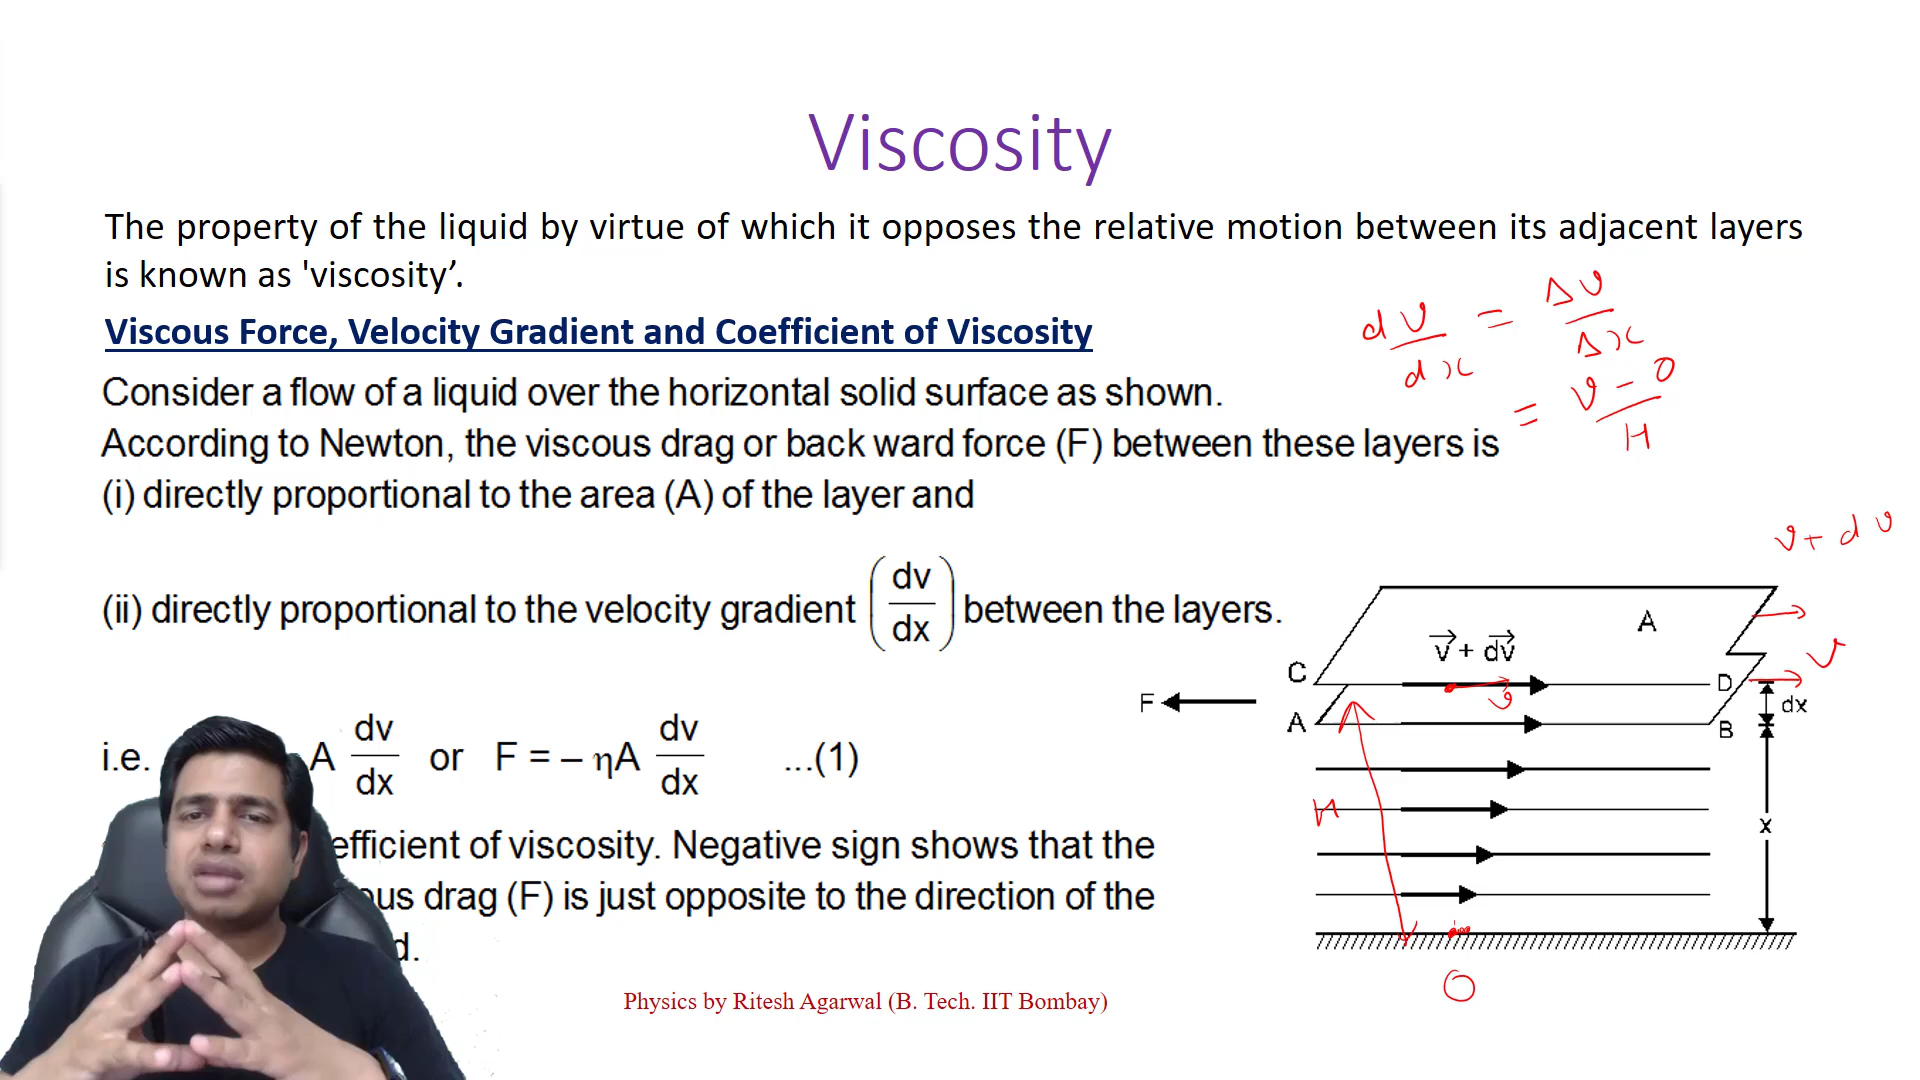 Viscosity
The property of the liquid by virtue of which it opposes the relative motion between its adjacent layers
is known as 'viscosity’.
Viscous Force, Velocity Gradient and Coefficient of Viscosity
dv/dx = Δv/Δx
= v - 0/H
Consider a flow of a liquid over the horizontal solid surface as shown.
According to Newton, the viscous drag or back ward force (F) between these layers is
(i) directly proportional to the area (A) of the layer and
(ii) directly proportional to the velocity gradient (dv/dx) between the layers.
i.e. A dv/dx or F = – ηA dv/dx ...(1)
efficient of viscosity. Negative sign shows that the
ous drag (F) is just opposite to the direction of the
d.
v + dv
A
v⃗ + dv⃗
v
C
D
v
dx
F
A
B
H
x
0
Physics by Ritesh Agarwal (B. Tech. IIT Bombay)